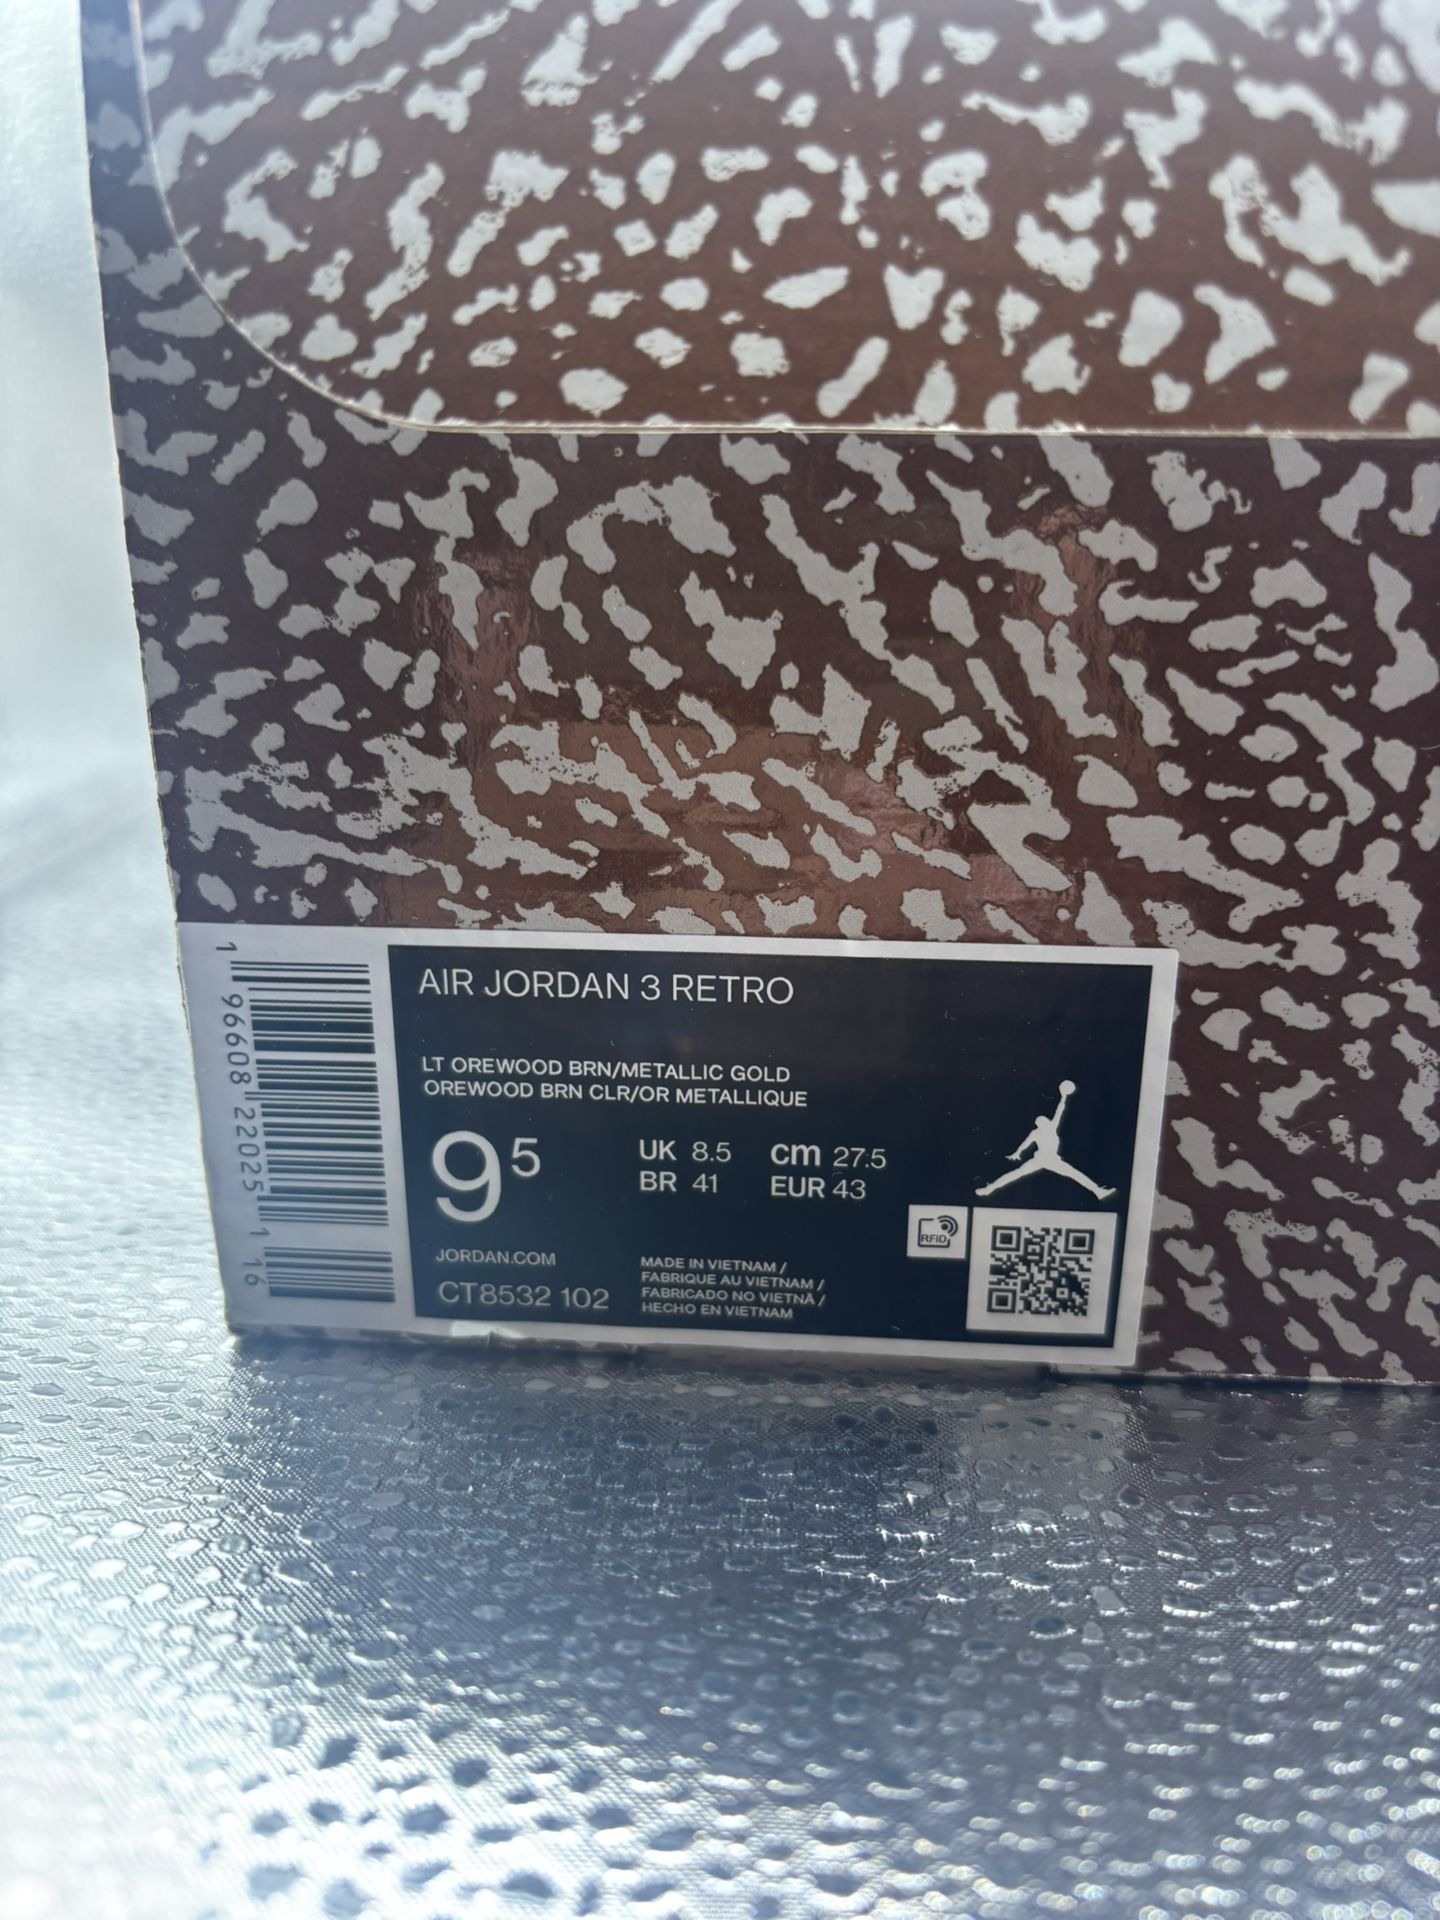 AIR JORDAN 3 RETRO
LT OREWOOD BRN/METALLIC GOLD
OREWOOD BRN CLR/OR METALLIQUE
9 5
UK 8.5 cm 27.5
BR 41 EUR 43
JORDAN.COM
CT8532 102
MADE IN VIETNAM /
FABRIQUE AU VIETNAM /
FABRICADO NO VIETNÃ /
HECHO EN VIETNAM
RFID
1 96608 22025 1 16